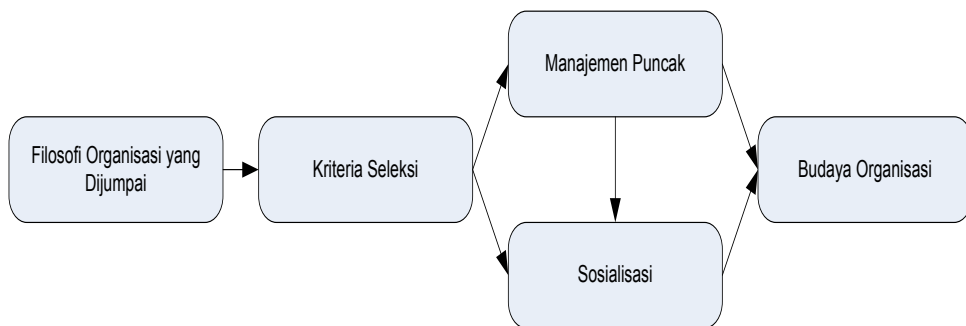 Manajemen Puncak
Filosofi Organisasi yang
Dijumpai
Kriteria Seleksi
Budaya Organisasi
Sosialisasi